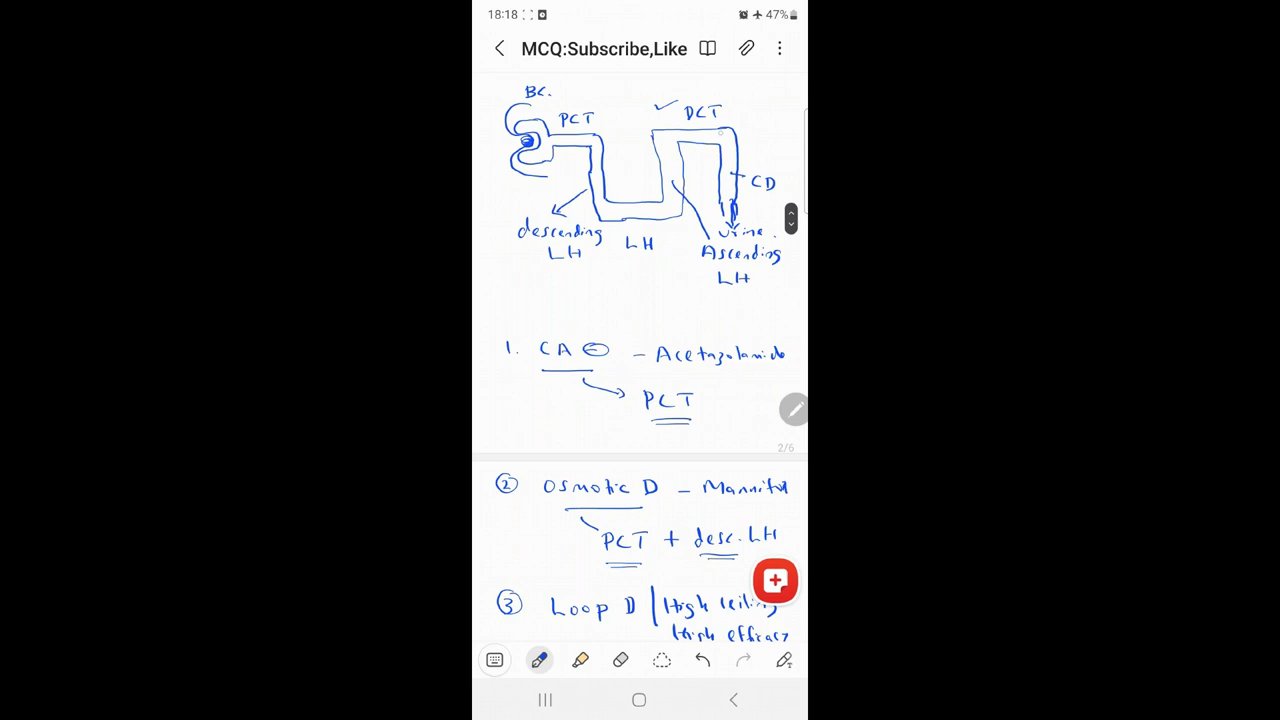 18:18 47%
MCQ:Subscribe,Like
BC.
PCT
DCT
CD
descending
LH
LH
Urine.
Ascending
LH
1. CA ⊖ - Acetazolamide
PCT
2/6
② Osmotic D - Mannitol
PCT + desc. LH
③ Loop D | High ceiling
High efficacy